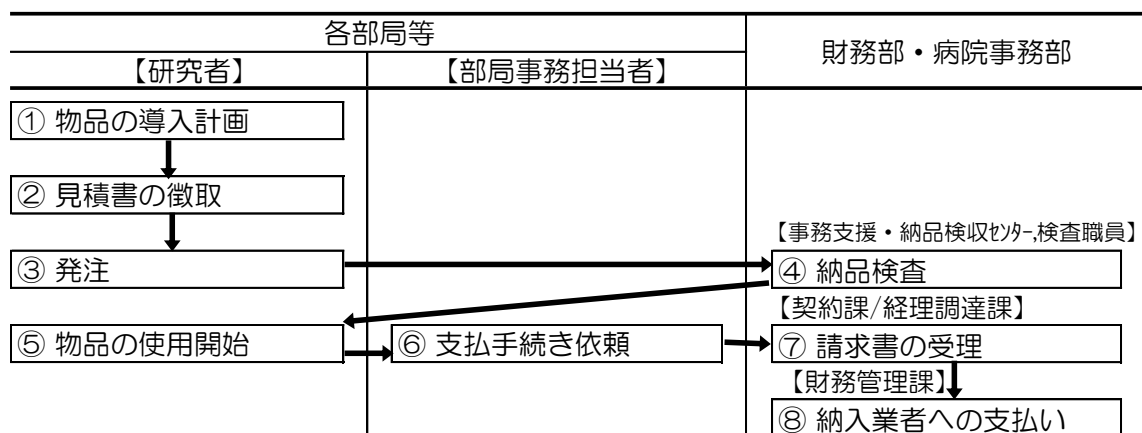 各部局等
財務部・病院事務部
【研究者】
【部局事務担当者】
① 物品の導入計画
② 見積書の徴取
【事務支援・納品検収ｾﾝﾀｰ,検査職員】
③ 発注
④ 納品検査
【契約課/経理調達課】
⑤ 物品の使用開始
⑥ 支払手続き依頼
⑦ 請求書の受理
【財務管理課】
⑧ 納入業者への支払い